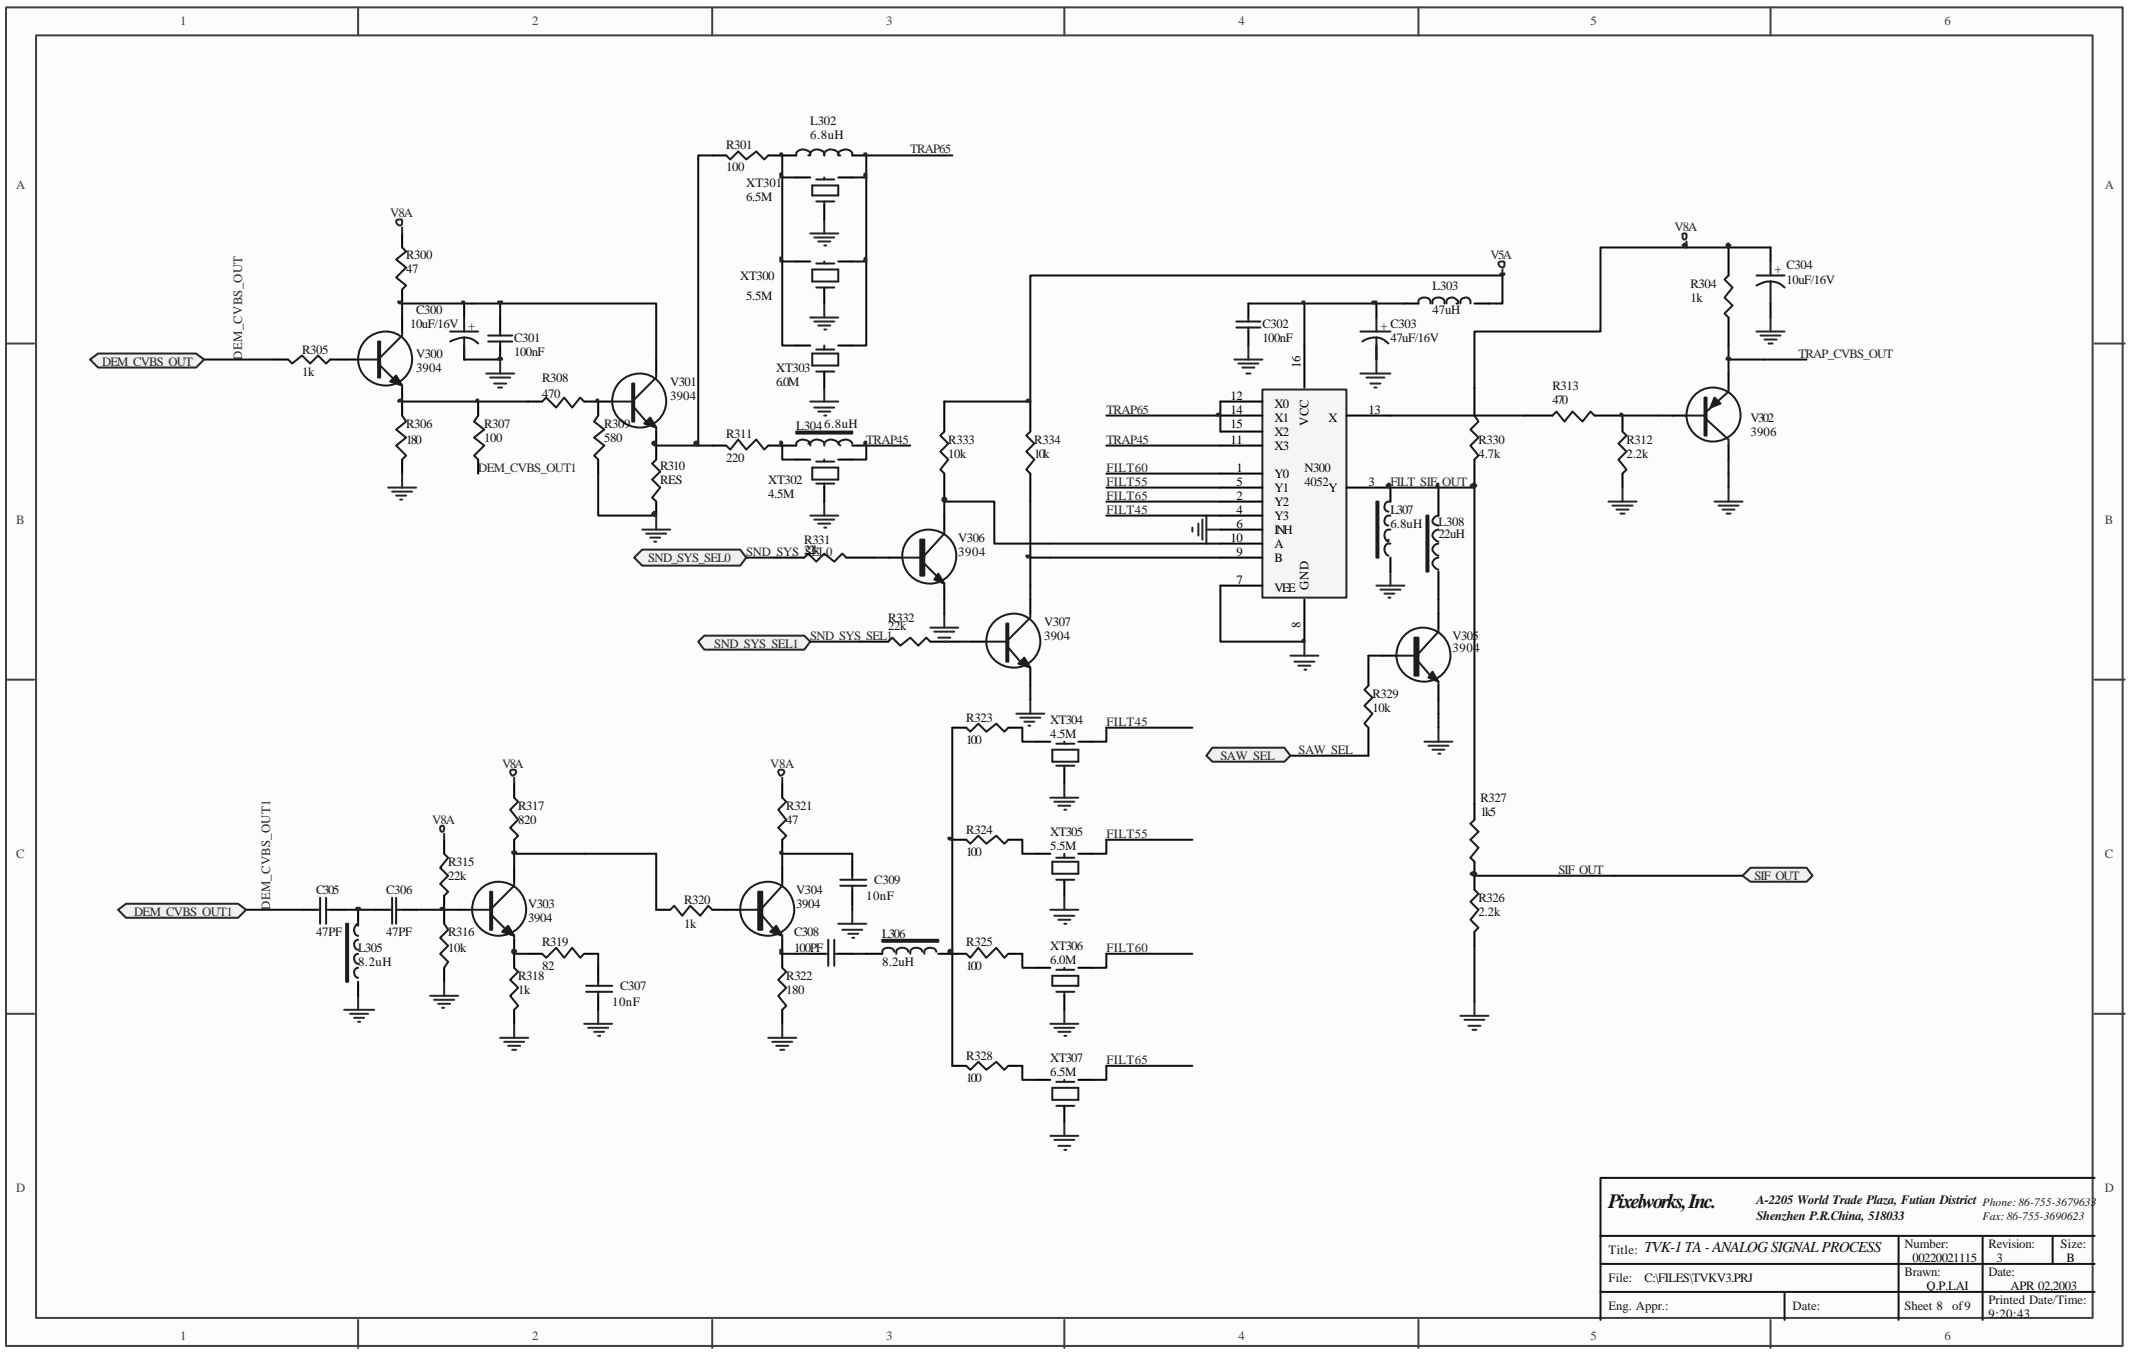 1 2 3 4 5 6
A A
B B
C C
D D
L302
6.8uH
R301
100
TRAP65
XT301
6.5M
XT300
5.5M
XT303
6.0M
V8A
R300
47
C300
10uF/16V
+
C301
100nF
DEM_CVBS_OUT
DEM_CVBS_OUT
R305
1k
V300
3904
R308
470
V301
3904
R306
180
R307
100
DEM_CVBS_OUT1
R309
580
R310
RES
R311
220
L304 6.8uH
TRAP45
XT302
4.5M
R333
10k
R334
10k
SND_SYS_SEL0
SND_SYS_SEL0
R331
V306
3904
SND_SYS_SEL1
SND_SYS_SEL1
R332
22k
V307
3904
V5A
L303
47uH
C302
100nF
+
C303
47uF/16V
16
TRAP65
TRAP45
FILT60
FILT55
FILT65
FILT45
12
14
15
11
1
5
2
4
6
10
9
7
X0
X1
X2
X3
Y0
Y1
Y2
Y3
INH
A
B
VEE
VCC
GND
X
Y
N300
4052
13
3
8
FILT_SIF_OUT
L307
6.8uH
L308
22uH
V305
3904
R329
10k
SAW_SEL
SAW_SEL
R330
4.7k
V8A
R304
1k
+
C304
10uF/16V
TRAP_CVBS_OUT
R313
470
R312
2.2k
V302
3906
R327
1k5
SIF_OUT
SIF_OUT
R326
2.2k
DEM_CVBS_OUT1
DEM_CVBS_OUT1
C305
47PF
C306
47PF
L305
8.2uH
V8A
R315
22k
R316
10k
V8A
R317
820
V303
3904
R319
82
R318
1k
C307
10nF
R320
1k
V8A
R321
47
V304
3904
C309
10nF
C308
100PF
R322
180
L306
8.2uH
R323
100
XT304
4.5M
FILT45
R324
100
XT305
5.5M
FILT55
R325
100
XT306
6.0M
FILT60
R328
100
XT307
6.5M
FILT65
Pixelworks, Inc.
A-2205 World Trade Plaza, Futian District
Shenzhen P.R.China, 518033
Phone: 86-755-3679633
Fax: 86-755-3690623
Title: TVK-1 TA - ANALOG SIGNAL PROCESS
Number:
00220021115
Revision:
3
Size:
B
File: C:\FILES\TVKV3.PRJ
Brawn:
Q.P.LAI
Date:
APR 02,2003
Eng. Appr.:
Date:
Sheet 8 of 9
Printed Date/Time:
9:20:43
1 2 3 4 5 6